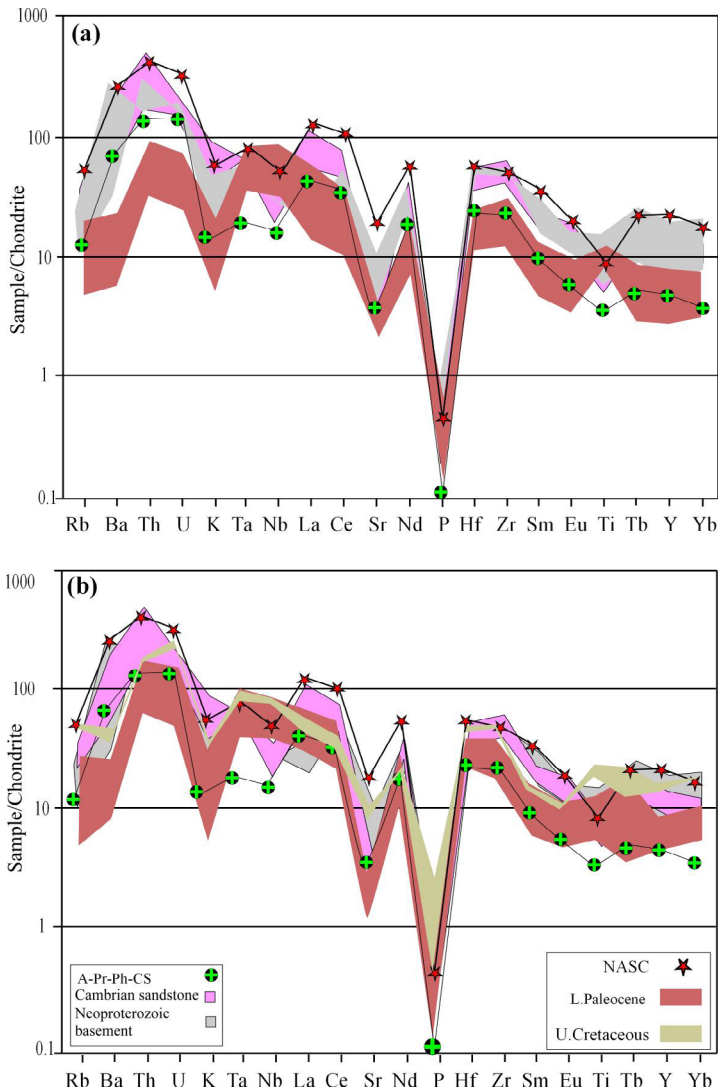 (a)
1000
100
10
1
0.1
Sample/Chondrite
Rb Ba Th U K Ta Nb La Ce Sr Nd P Hf Zr Sm Eu Ti Tb Y Yb
(b)
1000
100
10
1
0.1
Sample/Chondrite
A-Pr-Ph-CS
Cambrian sandstone
Neoproterozoic
basement
NASC
L.Paleocene
U.Cretaceous
Rb Ba Th U K Ta Nb La Ce Sr Nd P Hf Zr Sm Eu Ti Tb Y Yb